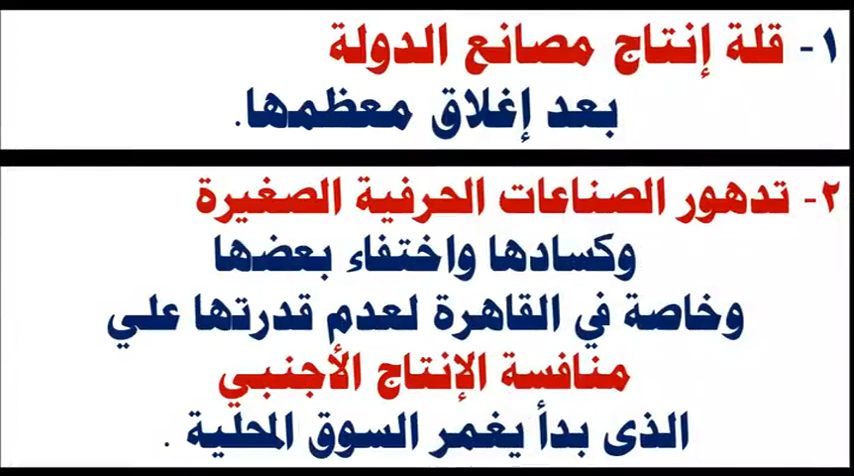 ١- قلة إنتاج مصانع الدولة
بعد إغلاق معظمها.
٢- تدهور الصناعات الحرفية الصغيرة
وكسادها واختفاء بعضها
وخاصة في القاهرة لعدم قدرتها علي
منافسة الإنتاج الأجنبي
الذى بدأ يغمر السوق المحلية .